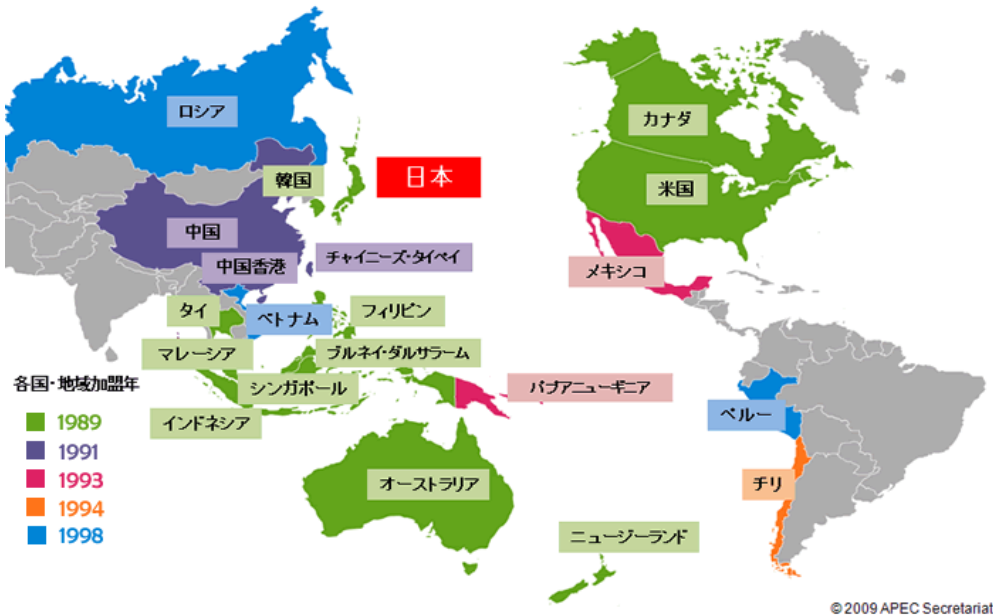 ロシア
カナダ
韓国
日本
米国
中国
チャイニーズ・タイペイ
中国香港
メキシコ
タイ
ベトナム
フィリピン
マレーシア
ブルネイ・ダルサラーム
各国・地域加盟年
シンガポール
パプアニューギニア
インドネシア
ペルー
1989
1991
1993
1994
1998
オーストラリア
チリ
ニュージーランド
© 2009 APEC Secretariat